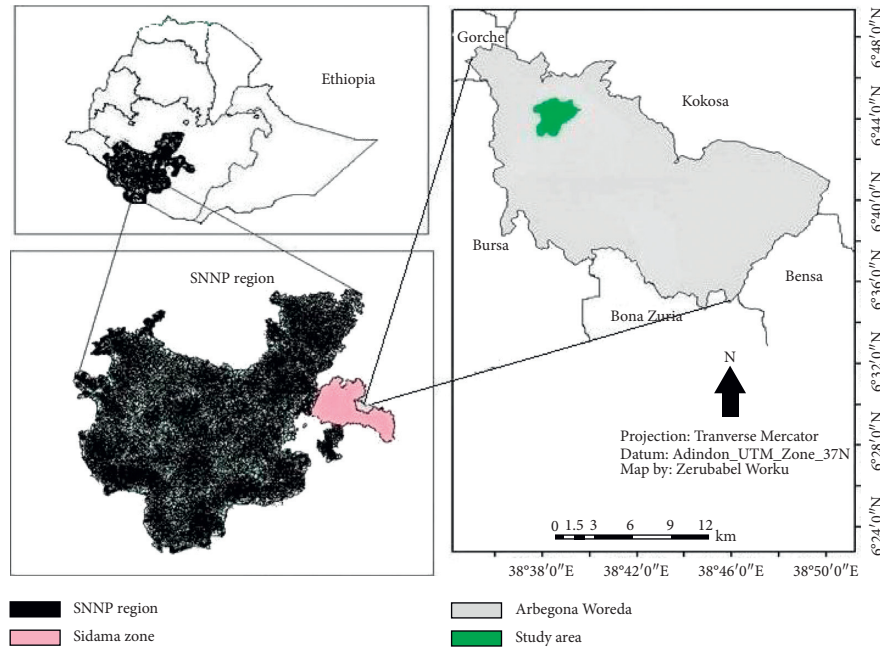 Ethiopia
SNNP region
Gorche
Kokosa
Bursa
Bensa
Bona Zuria
N
Projection: Tranverse Mercator
Datum: Adindon_UTM_Zone_37N
Map by: Zerubabel Worku
0 1.5 3 6 9 12
km
6°48′0″N
6°44′0″N
6°40′0″N
6°36′0″N
6°32′0″N
6°28′0″N
6°24′0″N
38°38′0″E 38°42′0″E 38°46′0″E 38°50′0″E
SNNP region
Sidama zone
Arbegona Woreda
Study area